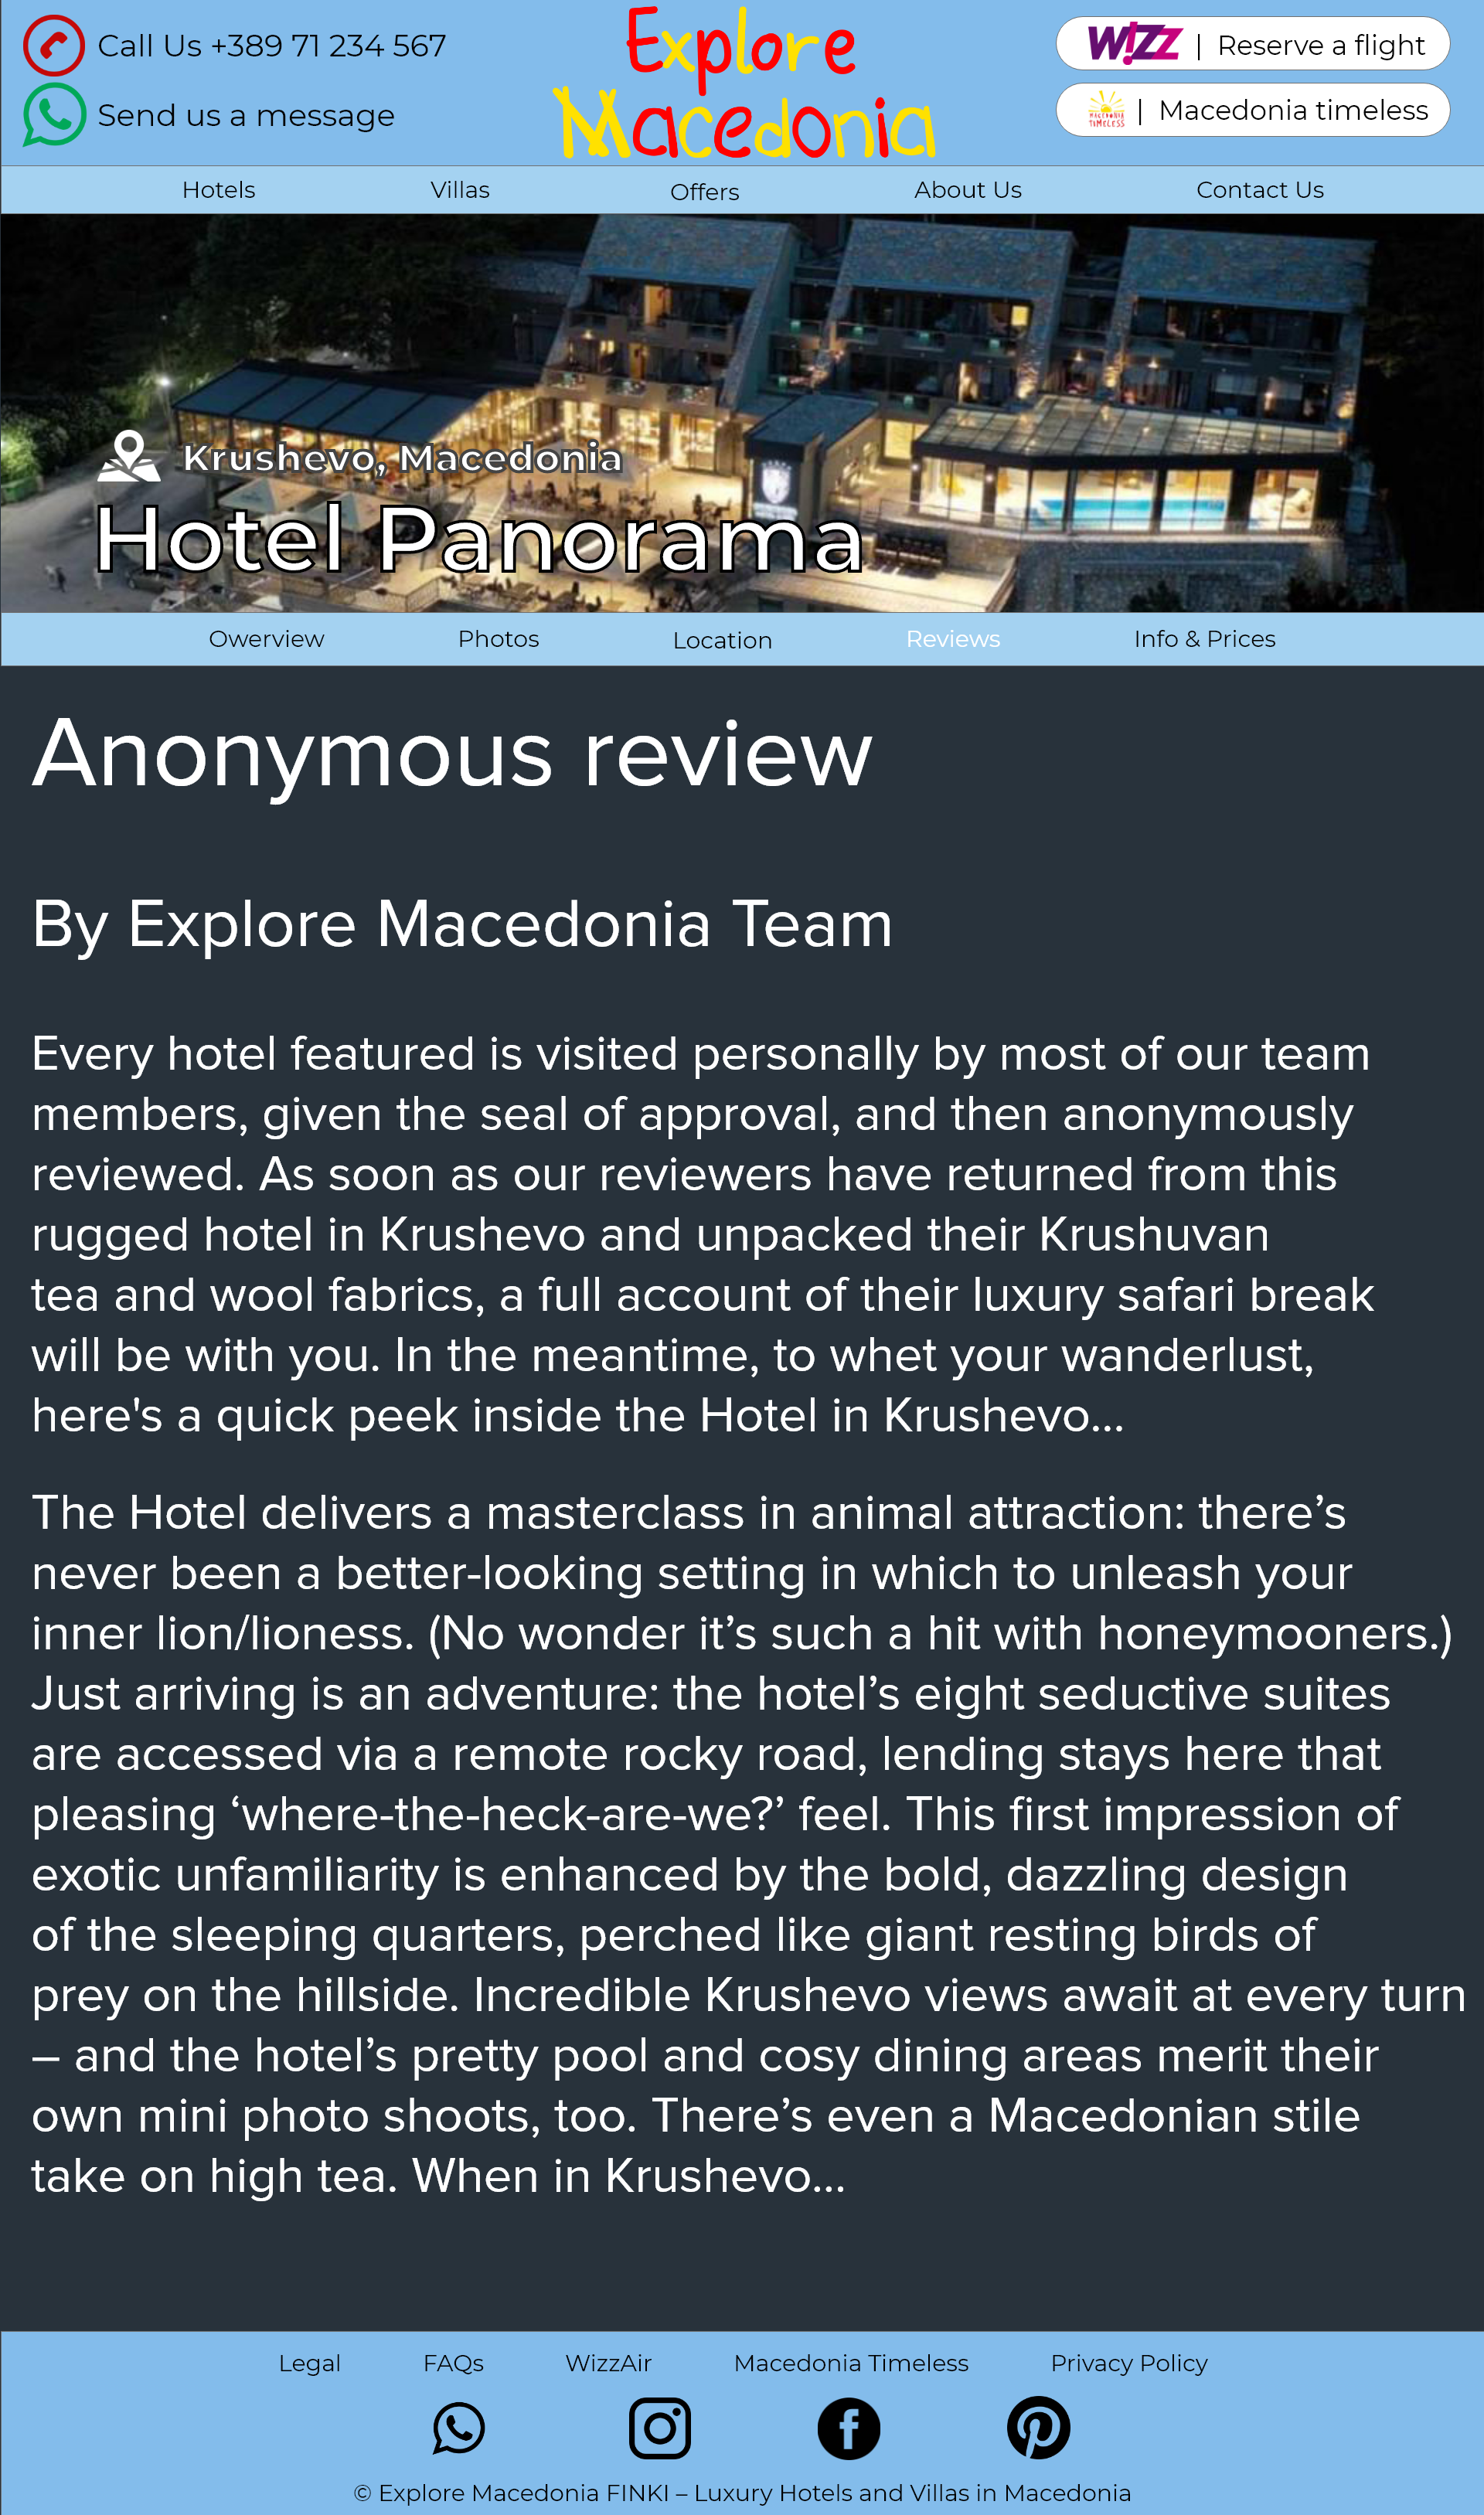 Call Us +389 71 234 567
Send us a message
Explore
Macedonia
WIZZ | Reserve a flight
MACEDONIA TIMELESS | Macedonia timeless
Hotels Villas Offers About Us Contact Us
Krushevo, Macedonia
Hotel Panorama
Owerview Photos Location Reviews Info & Prices
Anonymous review
By Explore Macedonia Team
Every hotel featured is visited personally by most of our team
members, given the seal of approval, and then anonymously
reviewed. As soon as our reviewers have returned from this
rugged hotel in Krushevo and unpacked their Krushuvan
tea and wool fabrics, a full account of their luxury safari break
will be with you. In the meantime, to whet your wanderlust,
here's a quick peek inside the Hotel in Krushevo…
The Hotel delivers a masterclass in animal attraction: there’s
never been a better-looking setting in which to unleash your
inner lion/lioness. (No wonder it’s such a hit with honeymooners.)
Just arriving is an adventure: the hotel’s eight seductive suites
are accessed via a remote rocky road, lending stays here that
pleasing ‘where-the-heck-are-we?’ feel. This first impression of
exotic unfamiliarity is enhanced by the bold, dazzling design
of the sleeping quarters, perched like giant resting birds of
prey on the hillside. Incredible Krushevo views await at every turn
– and the hotel’s pretty pool and cosy dining areas merit their
own mini photo shoots, too. There’s even a Macedonian stile
take on high tea. When in Krushevo…
Legal FAQs WizzAir Macedonia Timeless Privacy Policy
© Explore Macedonia FINKI – Luxury Hotels and Villas in Macedonia